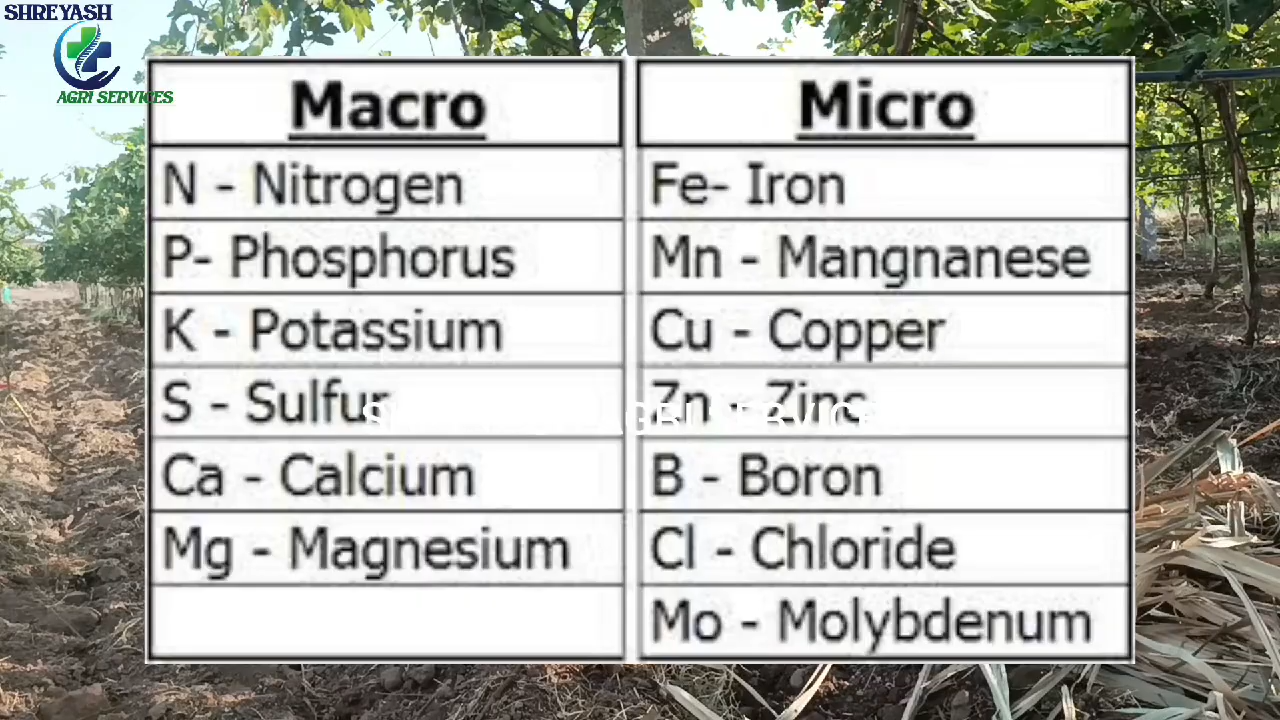 SHREYASH
AGRI SERVICES
Macro
N - Nitrogen
P- Phosphorus
K - Potassium
S - Sulfur
Ca - Calcium
Mg - Magnesium
Micro
Fe- Iron
Mn - Mangnanese
Cu - Copper
Zn - Zinc
B - Boron
Cl - Chloride
Mo - Molybdenum